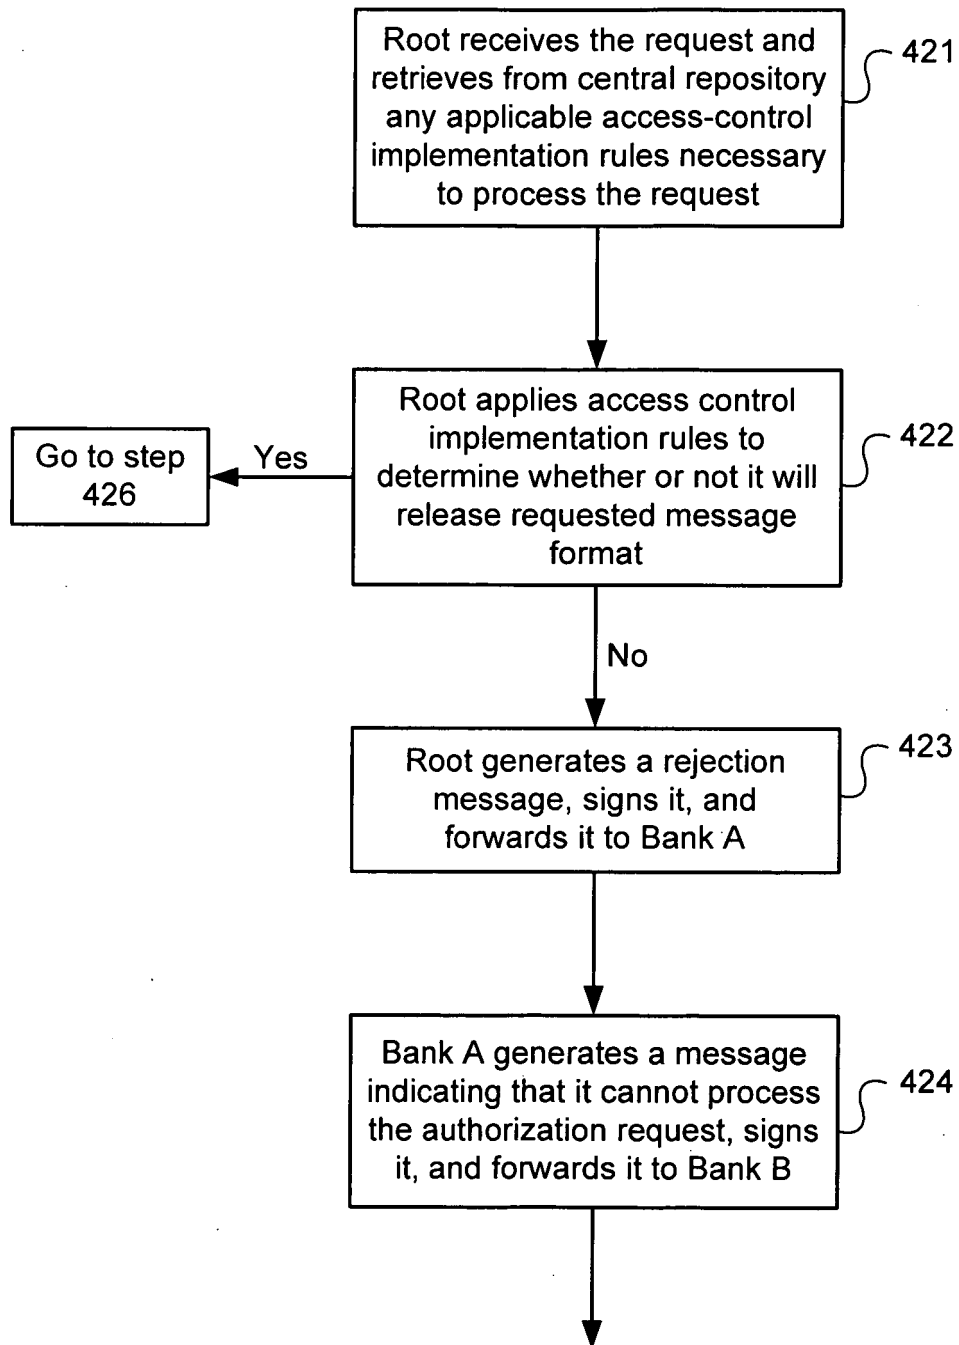 Root receives the request and
retrieves from central repository
any applicable access-control
implementation rules necessary
to process the request
421
Root applies access control
implementation rules to
determine whether or not it will
release requested message
format
422
Yes
Go to step
426
No
Root generates a rejection
message, signs it, and
forwards it to Bank A
423
Bank A generates a message
indicating that it cannot process
the authorization request, signs
it, and forwards it to Bank B
424